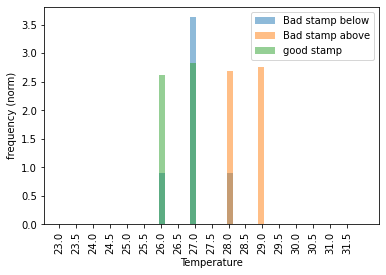 Bad stamp below
Bad stamp above
good stamp
frequency (norm)
3.5
3.0
2.5
2.0
1.5
1.0
0.5
0.0
23.0 23.5 24.0 24.5 25.0 25.5 26.0 26.5 27.0 27.5 28.0 28.5 29.0 29.5 30.0 30.5 31.0 31.5
Temperature